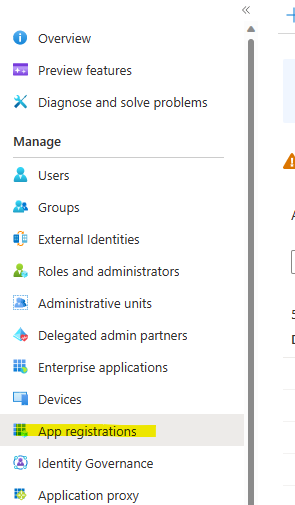 Overview
Preview features
Diagnose and solve problems
Manage
Users
Groups
External Identities
Roles and administrators
Administrative units
Delegated admin partners
Enterprise applications
Devices
App registrations
Identity Governance
Application proxy